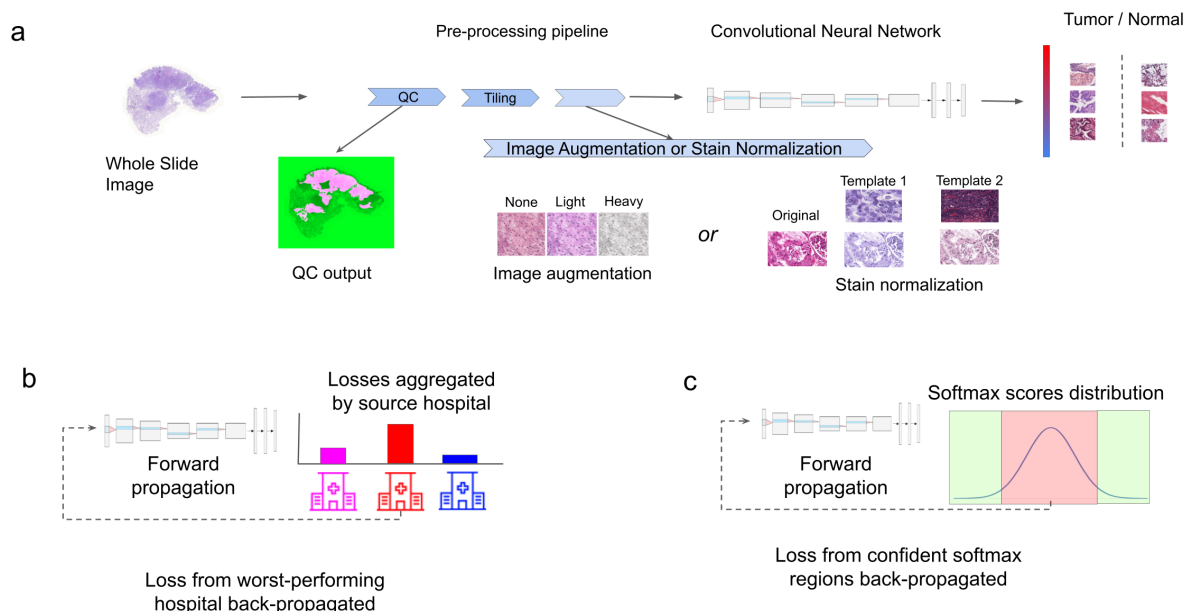 a
Pre-processing pipeline
Convolutional Neural Network
Tumor / Normal
QC
Tiling
Whole Slide
Image
Image Augmentation or Stain Normalization
Template 1
Template 2
None
Light
Heavy
Original
or
QC output
Image augmentation
Stain normalization
b
Losses aggregated
by source hospital
Forward
propagation
Loss from worst-performing
hospital back-propagated
c
Softmax scores distribution
Forward
propagation
Loss from confident softmax
regions back-propagated